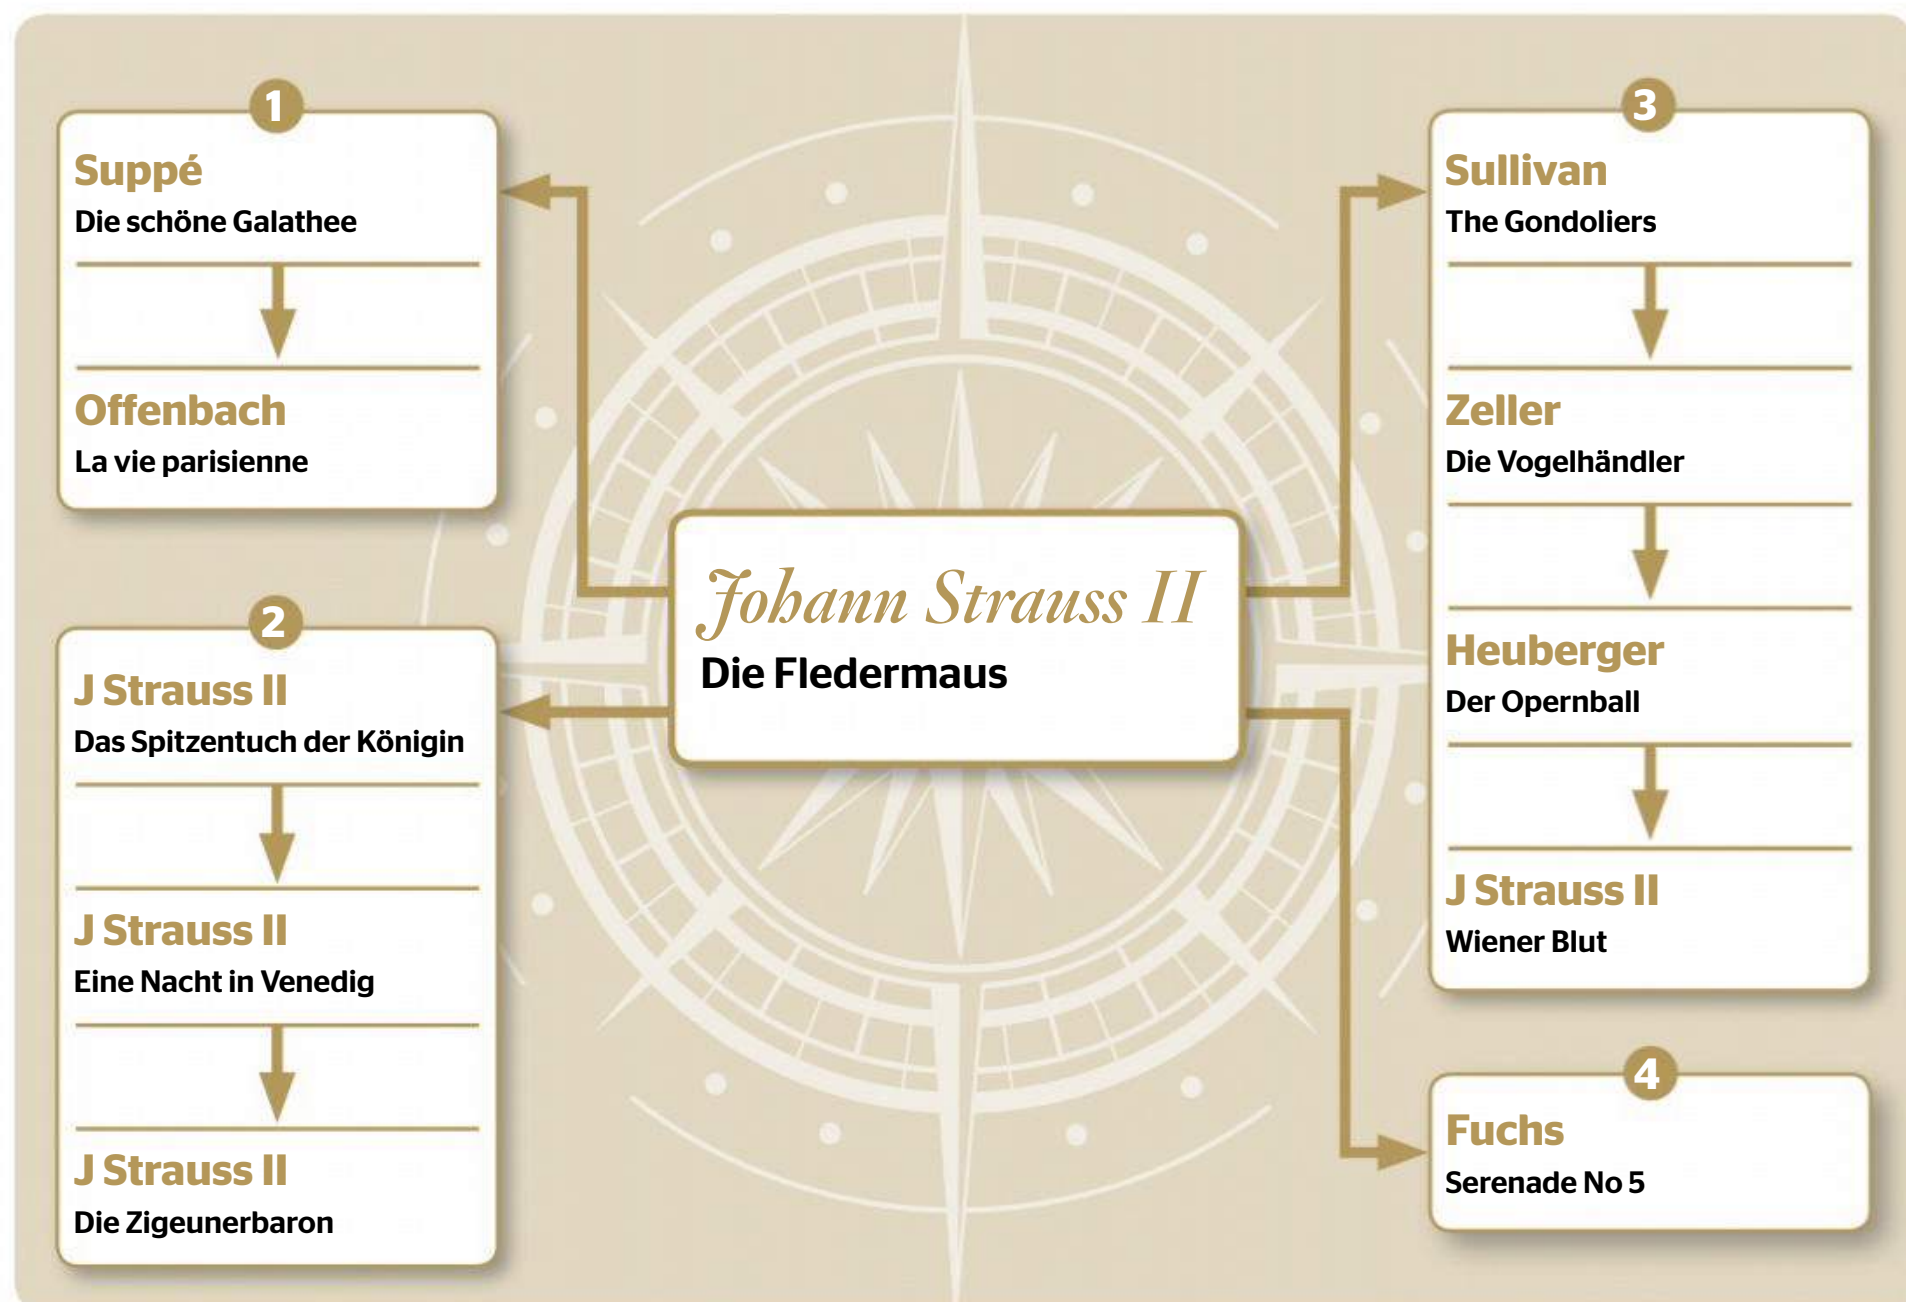 1
Suppé
Die schöne Galathee
Offenbach
La vie parisienne
2
J Strauss II
Das Spitzentuch der Königin
J Strauss II
Eine Nacht in Venedig
J Strauss II
Die Zigeunerbaron
Johann Strauss II
Die Fledermaus
3
Sullivan
The Gondoliers
Zeller
Die Vogelhändler
Heuberger
Der Opernball
J Strauss II
Wiener Blut
4
Fuchs
Serenade No 5